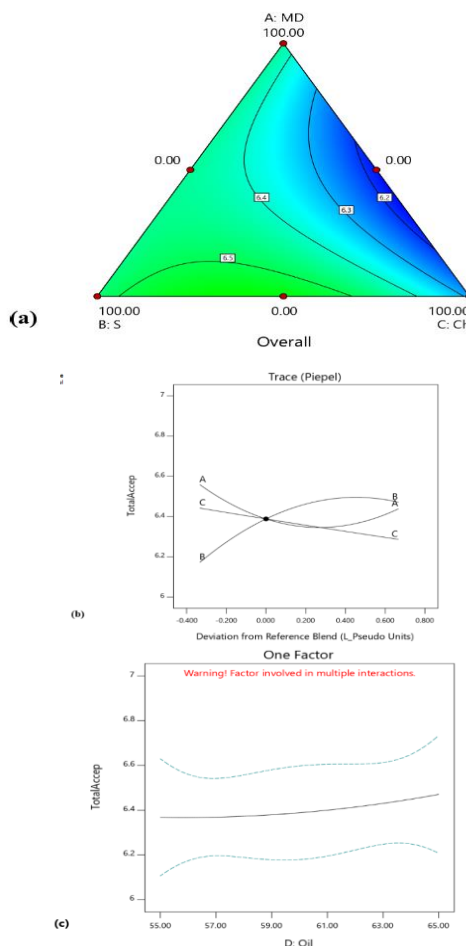 A: MD
100.00
0.00
0.00
6.4
6.3
6.2
6.5
(a)
100.00
0.00
100.00
B: S
C: Ch
Overall
Trace (Piepel)
7
6.8
6.6
6.4
6.2
6
TotalAccep
A
C
B
B
A
C
-0.400
-0.200
0.000
0.200
0.400
0.600
0.800
(b)
Deviation from Reference Blend (L_Pseudo Units)
One Factor
Warning! Factor involved in multiple interactions.
7
6.8
6.6
6.4
6.2
6
TotalAccep
55.00
57.00
59.00
61.00
63.00
65.00
(c)
D: Oil